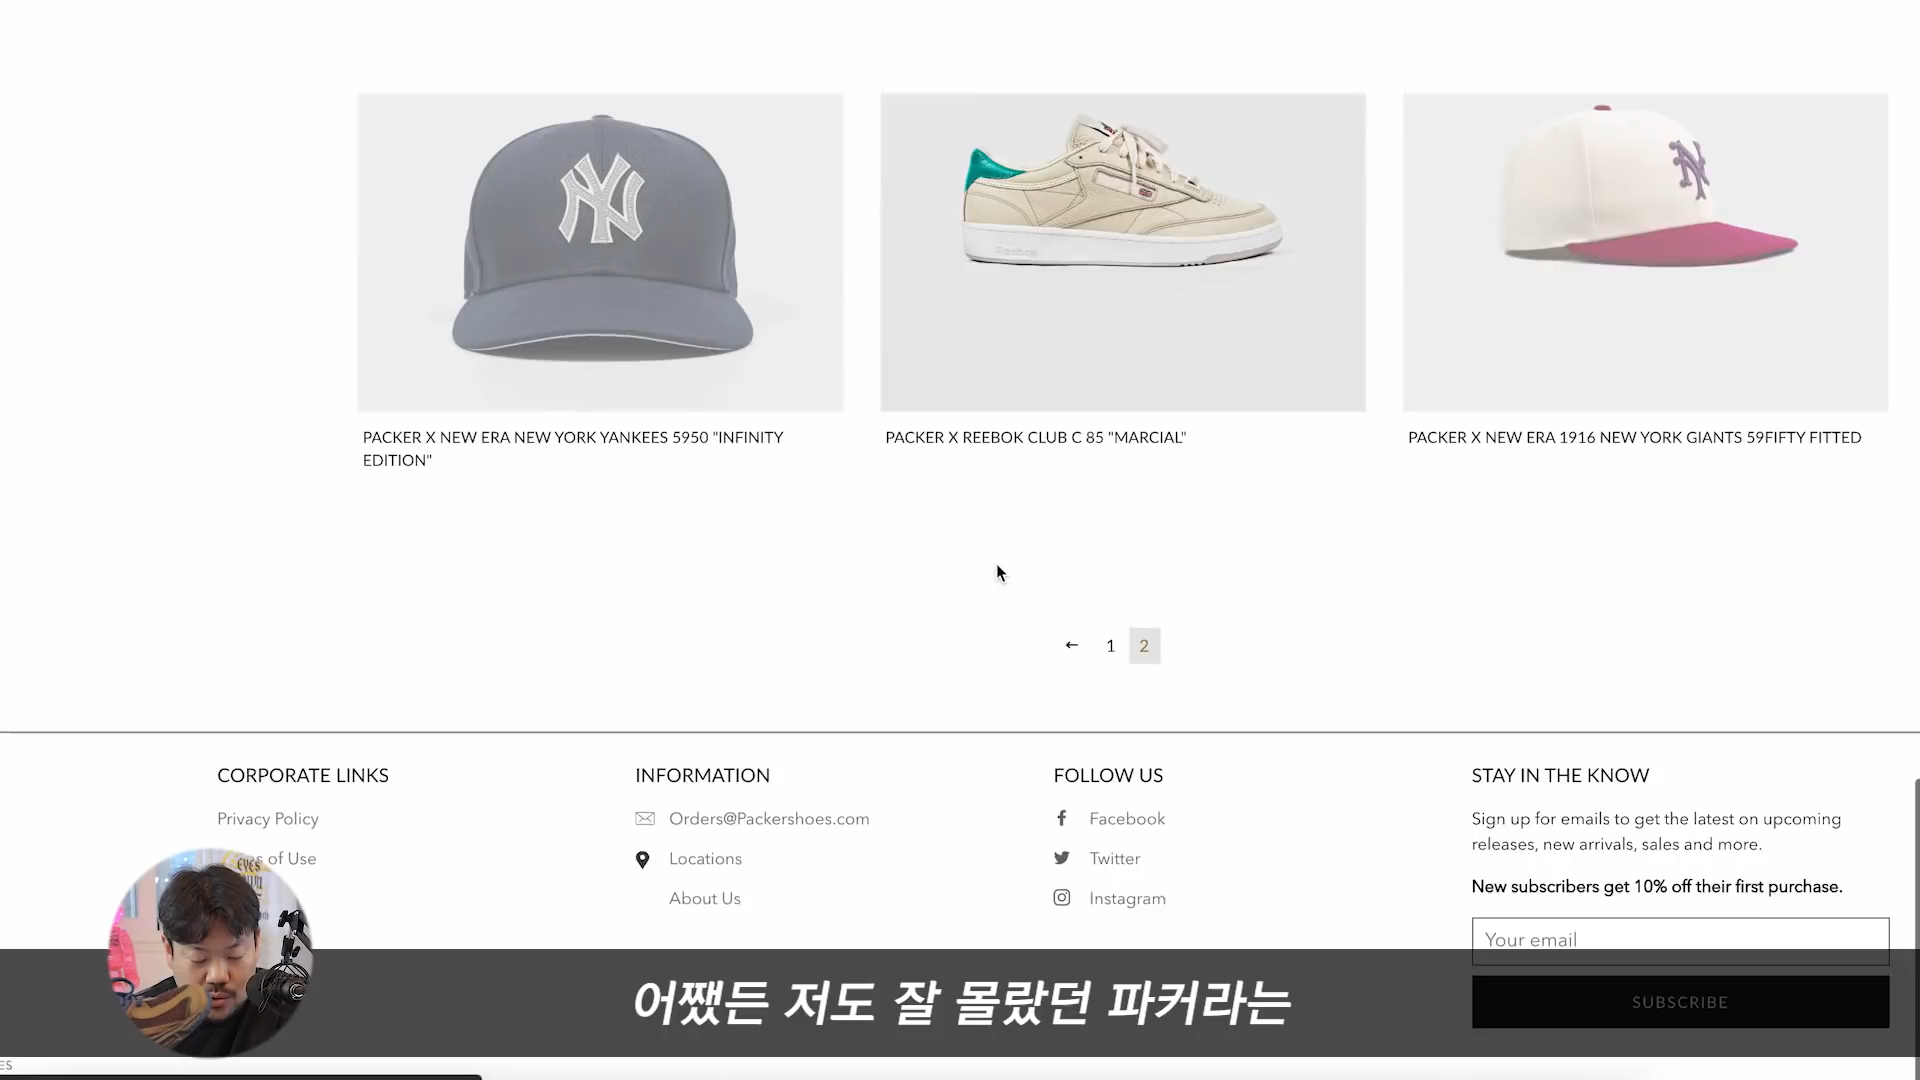 PACKER X NEW ERA NEW YORK YANKEES 5950 "INFINITY
EDITION"
PACKER X REEBOK CLUB C 85 "MARCIAL"
PACKER X NEW ERA 1916 NEW YORK GIANTS 59FIFTY FITTED
← 1 2
CORPORATE LINKS
Privacy Policy
of Use
INFORMATION
Orders@Packershoes.com
Locations
About Us
FOLLOW US
Facebook
Twitter
Instagram
STAY IN THE KNOW
Sign up for emails to get the latest on upcoming
releases, new arrivals, sales and more.
New subscribers get 10% off their first purchase.
Your email
SUBSCRIBE
EYES
어쨌든 저도 잘 몰랐던 파커라는